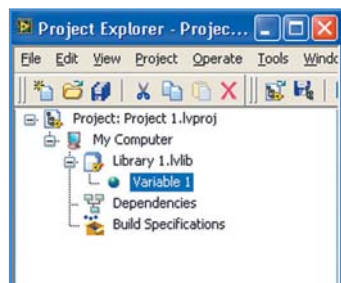 Project Explorer - Projec...
File Edit View Project Operate Tools Windo
Project: Project 1.lvproj
My Computer
Library 1.lvlib
Variable 1
Dependencies
Build Specifications